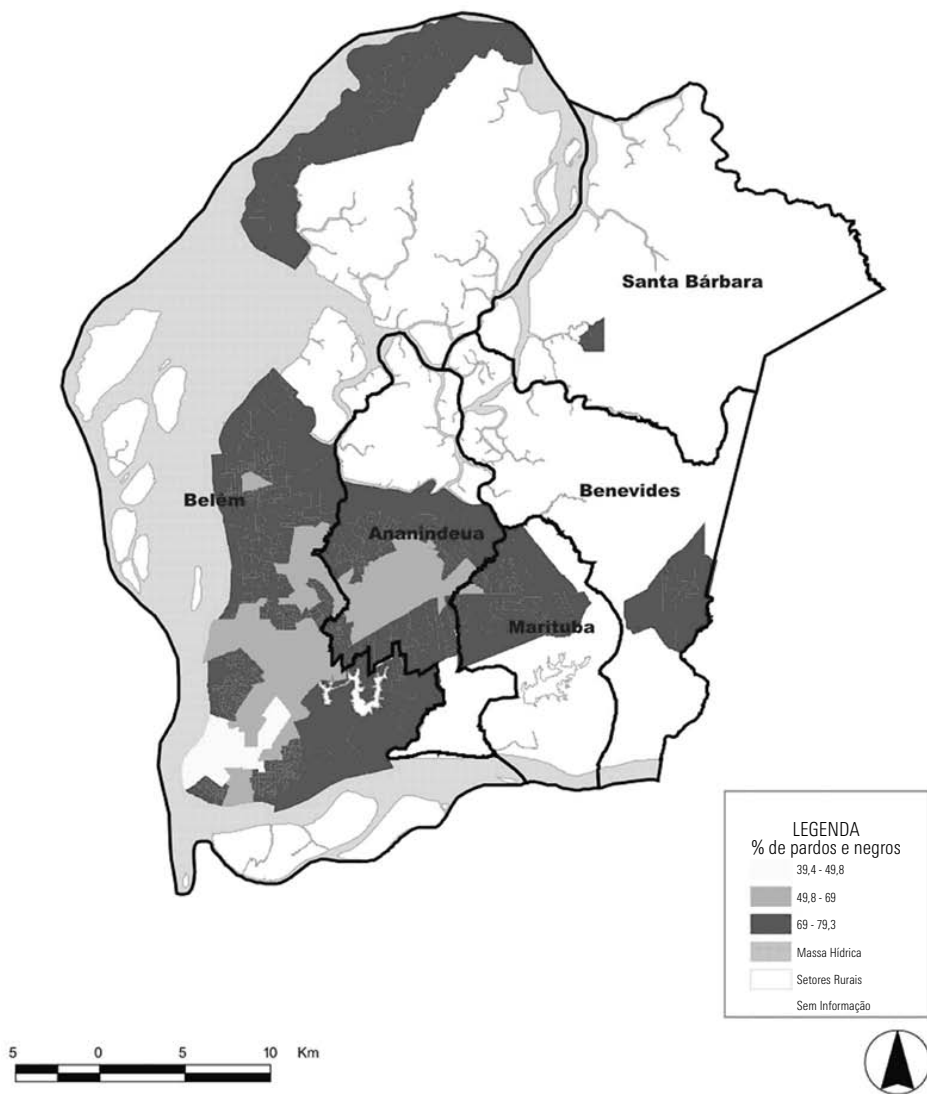 Santa Bárbara
Belém
Benevides
Ananindeua
Marituba
LEGENDA
% de pardos e negros
39,4 - 49,8
49,8 - 69
69 - 79,3
Massa Hídrica
Setores Rurais
Sem Informação
5 0 5 10 Km